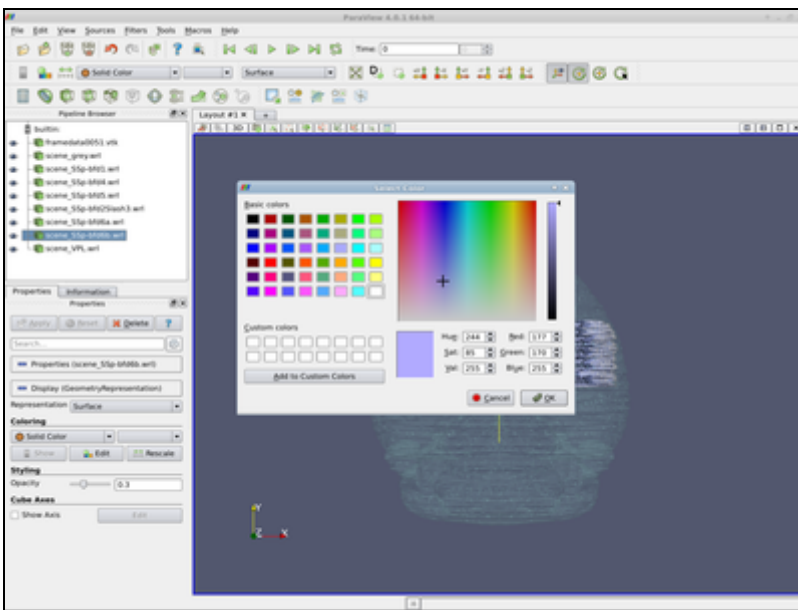 ParaView 4.0.1 64-bit
File Edit View Sources Filters Tools Macros Help
Time: 0
Solid Color
Surface
Pipeline Browser
Layout #1
builtin:
framedata0051.vtk
scene_grey.wrl
scene_SSp-bfd1.wrl
scene_SSp-bfd4.wrl
scene_SSp-bfd5.wrl
scene_SSp-bfd2Slash3.wrl
scene_SSp-bfd6a.wrl
scene_SSp-bfd6b.wrl
scene_VPL.wrl
Properties Information
Properties
Apply Reset Delete ?
Search...
Properties (scene_SSp-bfd6b.wrl)
Display (GeometryRepresentation)
Representation Surface
Coloring
Solid Color
Show Edit Rescale
Styling
Opacity 0.3
Cube Axes
Show Axis Edit
3D
Select Color
Basic colors
Custom colors
Add to Custom Colors
Hue: 244 Red: 177
Sat: 85 Green: 170
Val: 255 Blue: 255
Cancel OK
Y
Z X